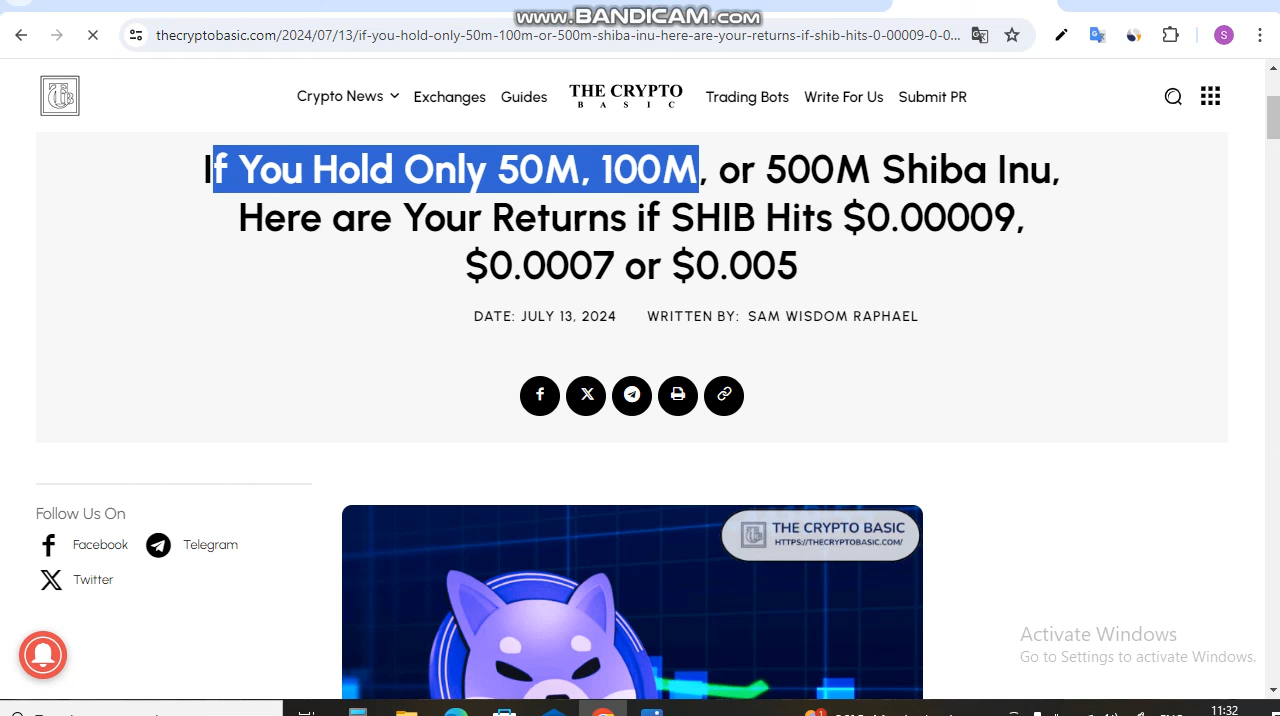 www.BANDICAM.com
thecryptobasic.com/2024/07/13/if-you-hold-only-50m-100m-or-500m-shiba-inu-here-are-your-returns-if-shib-hits-0-00009-0-0...
S
Crypto News Exchanges Guides THE CRYPTO BASIC Trading Bots Write For Us Submit PR
If You Hold Only 50M, 100M, or 500M Shiba Inu,
Here are Your Returns if SHIB Hits $0.00009,
$0.0007 or $0.005
DATE: JULY 13, 2024 WRITTEN BY: SAM WISDOM RAPHAEL
Follow Us On
Facebook Telegram
Twitter
THE CRYPTO BASIC
HTTPS://THECRYPTOBASIC.COM/
Activate Windows
Go to Settings to activate Windows.
11:32